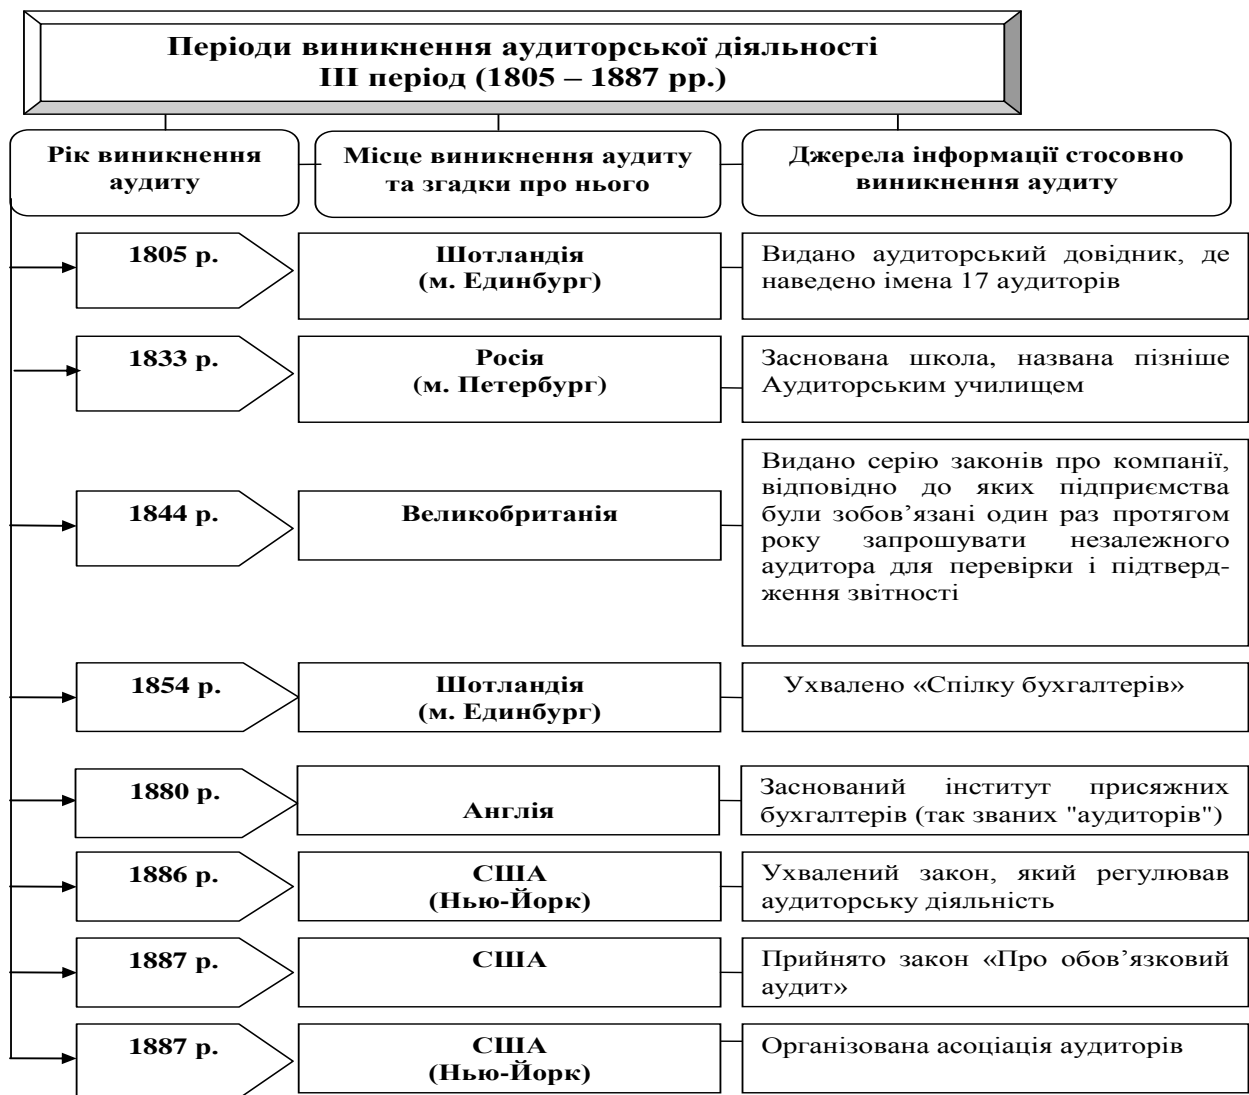 Періоди виникнення аудиторської діяльності
III період (1805 – 1887 рр.)
Рік виникнення
аудиту
Місце виникнення аудиту
та згадки про нього
Джерела інформації стосовно
виникнення аудиту
1805 р.
Шотландія
(м. Единбург)
Видано аудиторський довідник, де
наведено імена 17 аудиторів
1833 р.
Росія
(м. Петербург)
Заснована школа, названа пізніше
Аудиторським училищем
1844 р.
Великобританія
Видано серію законів про компанії,
відповідно до яких підприємства
були зобов’язані один раз протягом
року запрошувати незалежного
аудитора для перевірки і підтверд-
ження звітності
1854 р.
Шотландія
(м. Единбург)
Ухвалено «Спілку бухгалтерів»
1880 р.
Англія
Заснований інститут присяжних
бухгалтерів (так званих "аудиторів")
1886 р.
США
(Нью-Йорк)
Ухвалений закон, який регулював
аудиторську діяльність
1887 р.
США
Прийнято закон «Про обов’язковий
аудит»
1887 р.
США
(Нью-Йорк)
Організована асоціація аудиторів